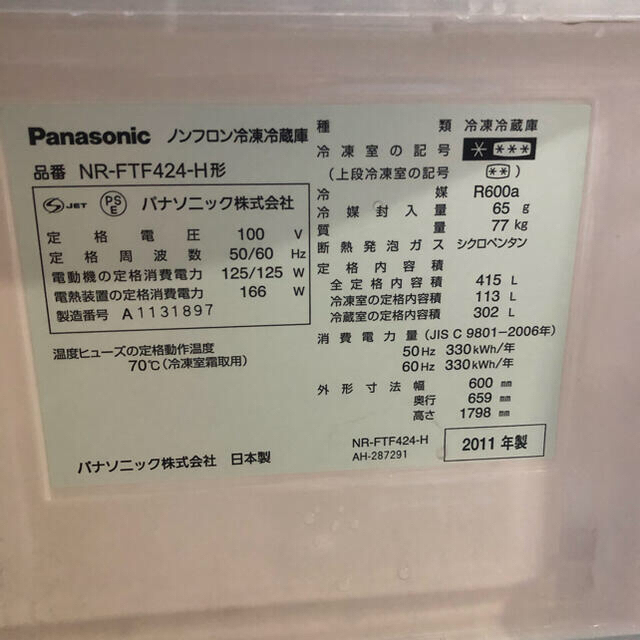 Panasonic ノンフロン冷凍冷蔵庫
品番 NR-FTF424-H形
JET PSE パナソニック株式会社
定格電圧 100 V
定格周波数 50/60 Hz
電動機の定格消費電力 125/125 W
電熱装置の定格消費電力 166 W
製造番号 A1131897
温度ヒューズの定格動作温度
70℃(冷凍室霜取用)
パナソニック株式会社 日本製
種類 冷凍冷蔵庫
冷凍室の記号 * ***
(上段冷凍室の記号 ** )
冷媒 R600a
冷媒封入量 65 g
質量 77 kg
断熱発泡ガス シクロペンタン
定格内容積
全定格内容積 415 L
冷凍室の定格内容積 113 L
冷蔵室の定格内容積 302 L
消費電力量(JIS C 9801-2006年)
50Hz 330kWh/年
60Hz 330kWh/年
外形寸法 幅 600 mm
奥行 659 mm
高さ 1798 mm
NR-FTF424-H
AH-287291
2011年製